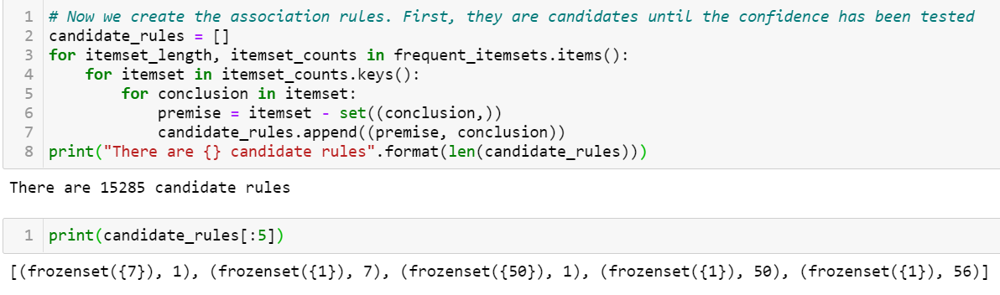 1 # Now we create the association rules. First, they are candidates until the confidence has been tested
2 candidate_rules = []
3 for itemset_length, itemset_counts in frequent_itemsets.items():
4     for itemset in itemset_counts.keys():
5         for conclusion in itemset:
6             premise = itemset - set((conclusion,))
7             candidate_rules.append((premise, conclusion))
8 print("There are {} candidate rules".format(len(candidate_rules)))
There are 15285 candidate rules
1 print(candidate_rules[:5])
[(frozenset({7}), 1), (frozenset({1}), 7), (frozenset({50}), 1), (frozenset({1}), 50), (frozenset({1}), 56)]